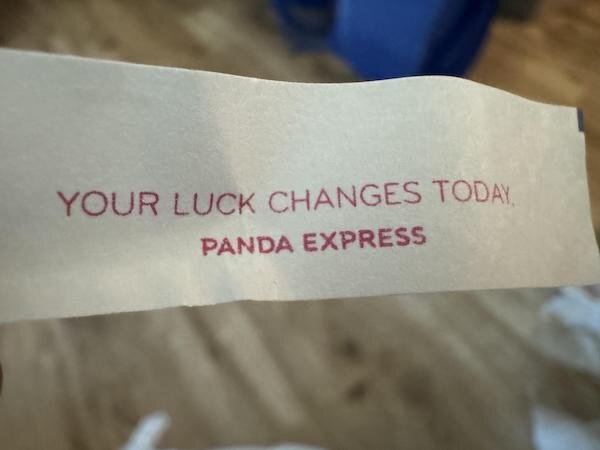 YOUR LUCK CHANGES TODAY.
PANDA EXPRESS